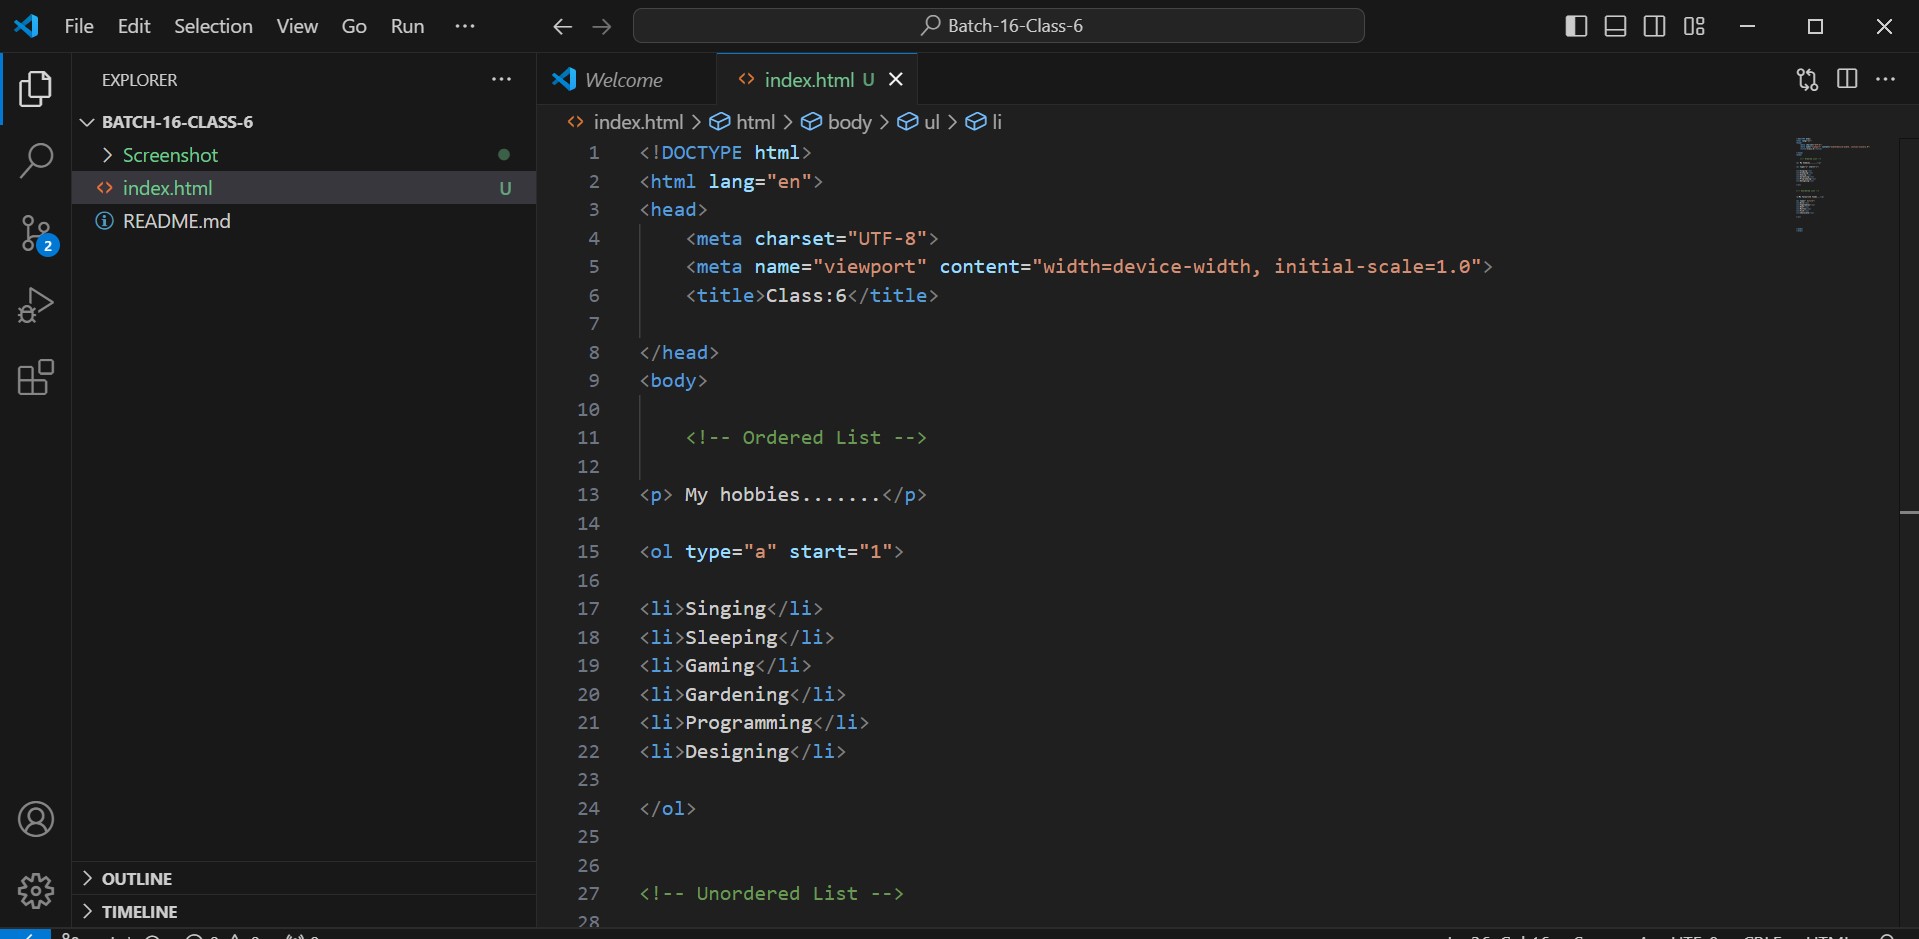 File Edit Selection View Go Run ... Batch-16-Class-6
EXPLORER ...
BATCH-16-CLASS-6
Screenshot
index.html U
README.md
2
OUTLINE
TIMELINE
Welcome index.html U
index.html > html > body > ul > li
1 <!DOCTYPE html>
2 <html lang="en">
3 <head>
4 <meta charset="UTF-8">
5 <meta name="viewport" content="width=device-width, initial-scale=1.0">
6 <title>Class:6</title>
7
8 </head>
9 <body>
10
11 <!-- Ordered List -->
12
13 <p> My hobbies.......</p>
14
15 <ol type="a" start="1">
16
17 <li>Singing</li>
18 <li>Sleeping</li>
19 <li>Gaming</li>
20 <li>Gardening</li>
21 <li>Programming</li>
22 <li>Designing</li>
23
24 </ol>
25
26
27 <!-- Unordered List -->
28